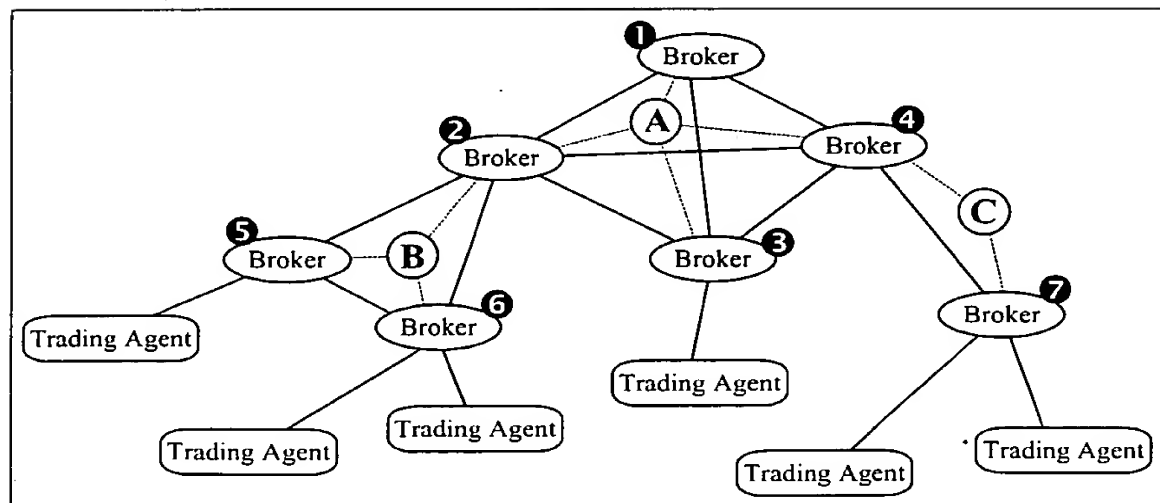 1
Broker
A
2
Broker
4
Broker
C
5
Broker
B
3
Broker
6
Broker
7
Broker
Trading Agent
Trading Agent
Trading Agent
Trading Agent
Trading Agent
Trading Agent